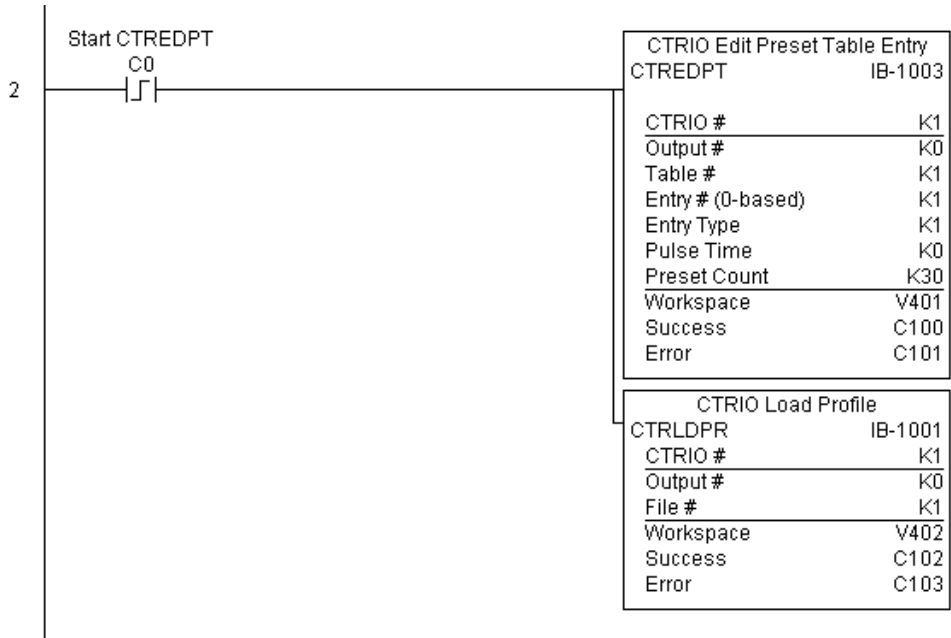 Start CTREDPT
C0
2
CTRIO Edit Preset Table Entry
CTREDPT IB-1003
CTRIO # K1
Output # K0
Table # K1
Entry # (0-based) K1
Entry Type K1
Pulse Time K0
Preset Count K30
Workspace V401
Success C100
Error C101
CTRIO Load Profile
CTRLDPR IB-1001
CTRIO # K1
Output # K0
File # K1
Workspace V402
Success C102
Error C103